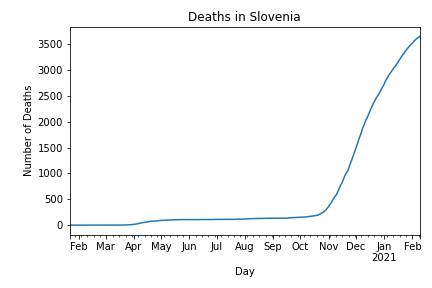 Deaths in Slovenia
Number of Deaths
3500
3000
2500
2000
1500
1000
500
0
Feb Mar Apr May Jun Jul Aug Sep Oct Nov Dec Jan Feb
2021
Day